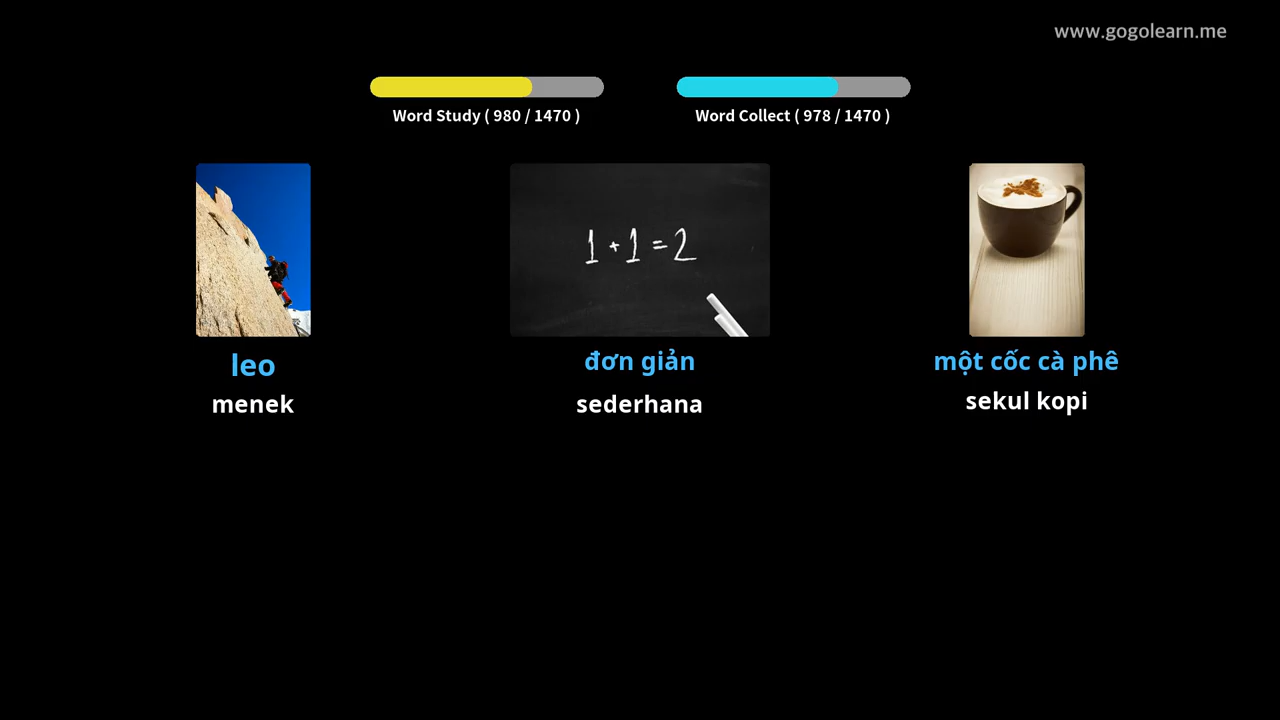 www.gogolearn.me
Word Study ( 980 / 1470 )
Word Collect ( 978 / 1470 )
1 + 1 = 2
leo
đơn giản
một cốc cà phê
menek
sederhana
sekul kopi